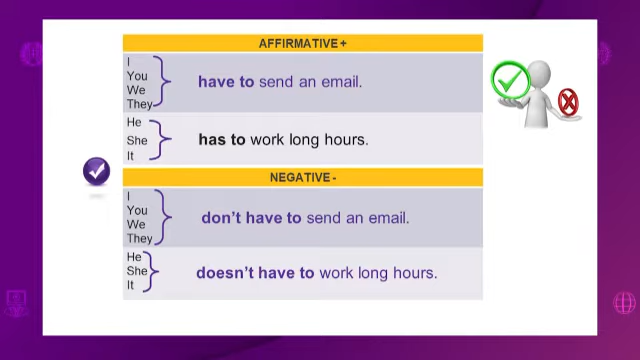 AFFIRMATIVE +
I
You
We
They
have to send an email.
He
She
It
has to work long hours.
NEGATIVE -
I
You
We
They
don't have to send an email.
He
She
It
doesn't have to work long hours.